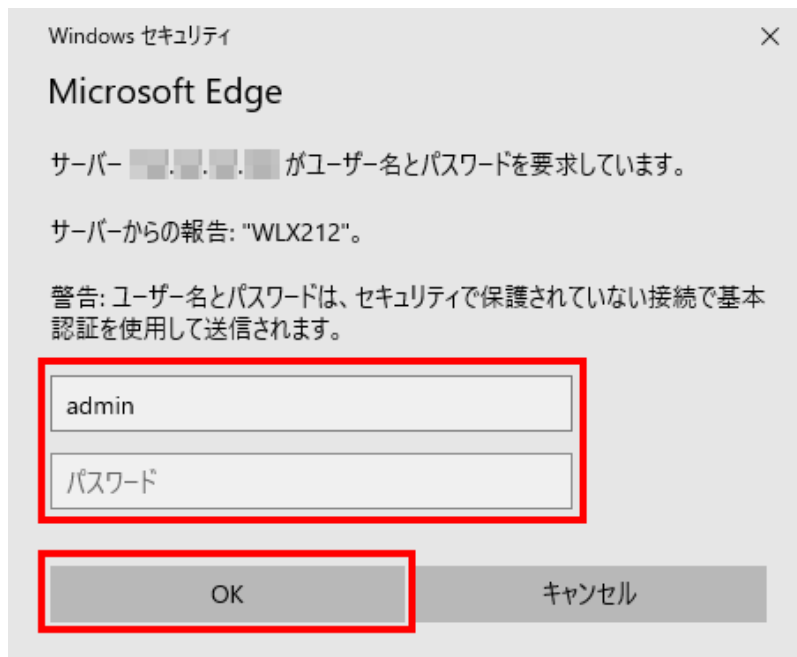 Windows セキュリティ
Microsoft Edge
サーバー . . . がユーザー名とパスワードを要求しています。
サーバーからの報告: "WLX212"。
警告: ユーザー名とパスワードは、セキュリティで保護されていない接続で基本
認証を使用して送信されます。
admin
パスワード
OK
キャンセル